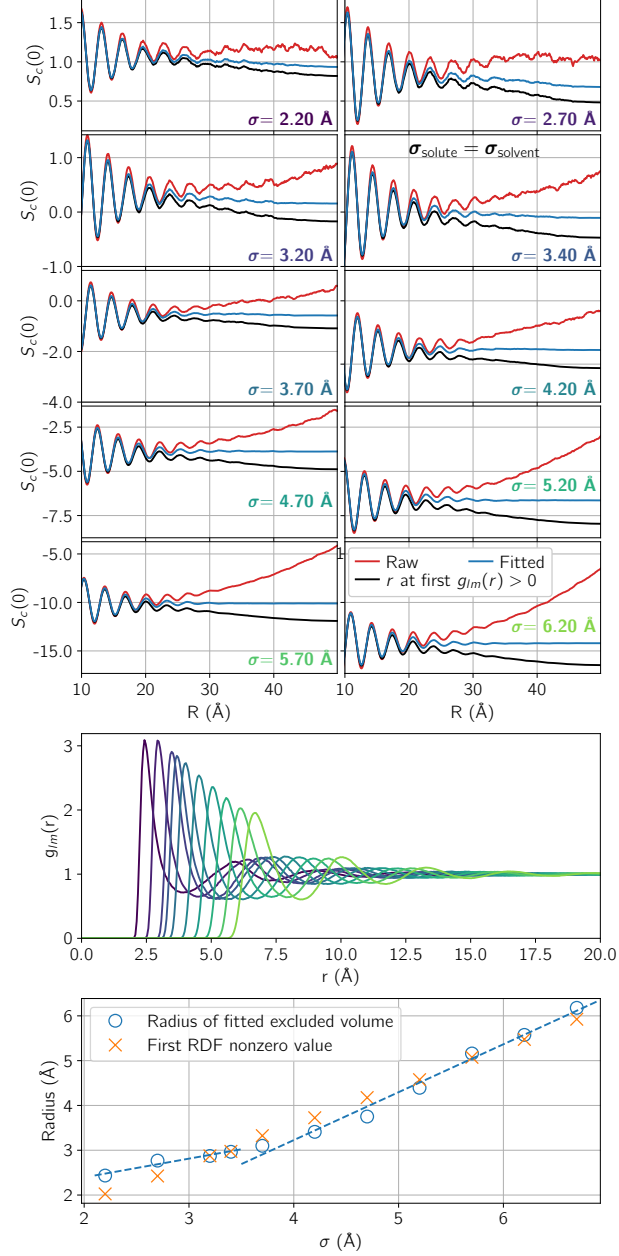 1.5
1.0
0.5
S_c(0)
σ= 2.20 Å
σ= 2.70 Å
1.0
0.0
-1.0
S_c(0)
σ= 3.20 Å
σ_solute = σ_solvent
σ= 3.40 Å
0.0
-2.0
-4.0
S_c(0)
σ= 3.70 Å
σ= 4.20 Å
-2.5
-5.0
-7.5
S_c(0)
σ= 4.70 Å
σ= 5.20 Å
-5.0
-10.0
-15.0
S_c(0)
σ= 5.70 Å
1
Raw
Fitted
r at first g_lm(r) > 0
σ= 6.20 Å
10 20 30 40
R (Å)
10 20 30 40
R (Å)
3
2
1
0
g_lm(r)
0.0 2.5 5.0 7.5 10.0 12.5 15.0 17.5 20.0
r (Å)
6
5
4
3
2
Radius (Å)
Radius of fitted excluded volume
First RDF nonzero value
2 3 4 5 6
σ (Å)